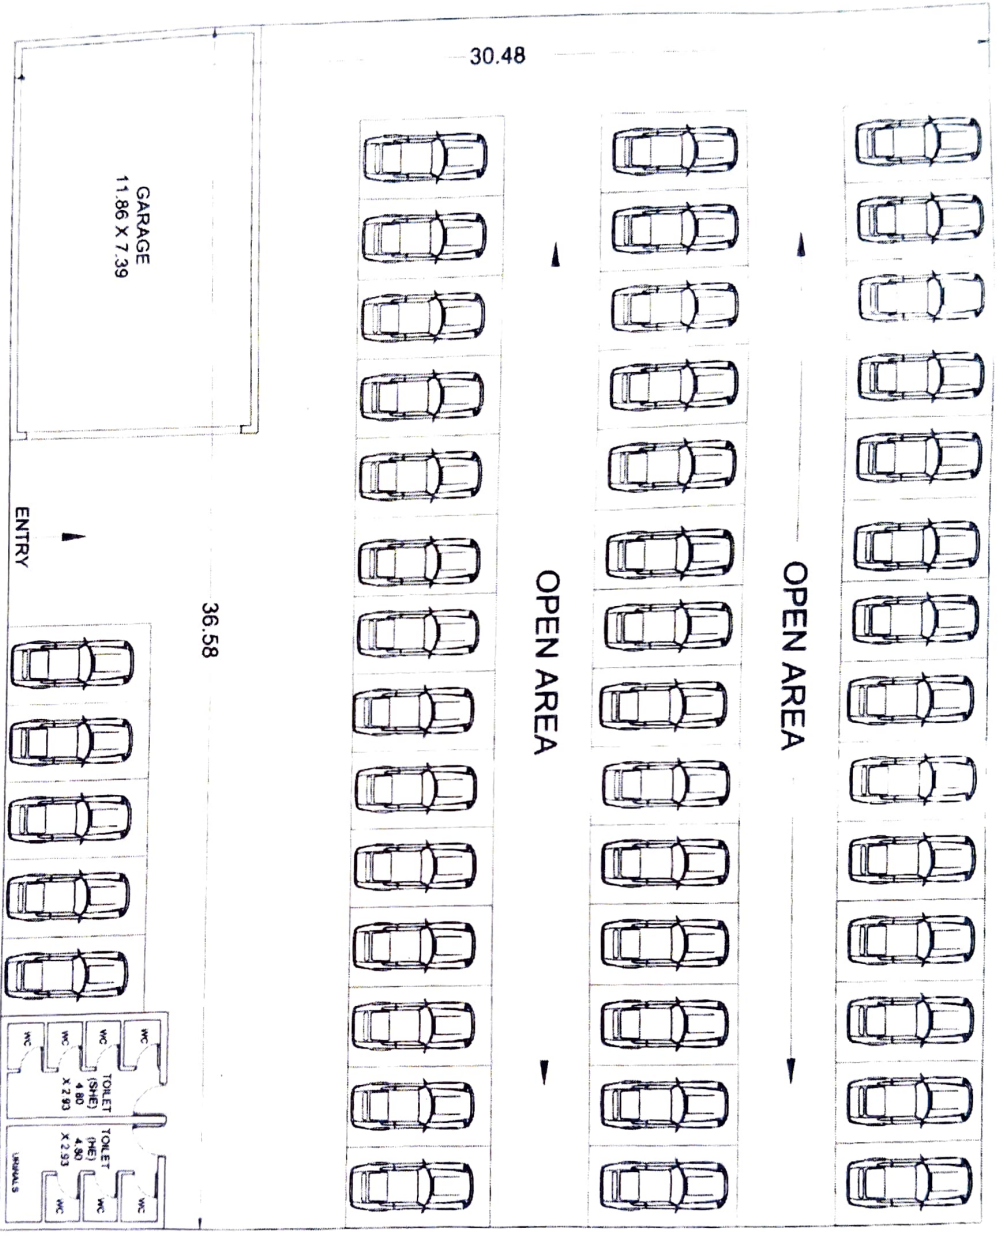 30.48
GARAGE
11.86 X 7.39
ENTRY
36.58
OPEN AREA
OPEN AREA
WC
WC
WC
WC
TOILET
(SHE)
4.80
X 2.93
TOILET
(HE)
4.80
X 2.93
URINALS
WC
WC
WC